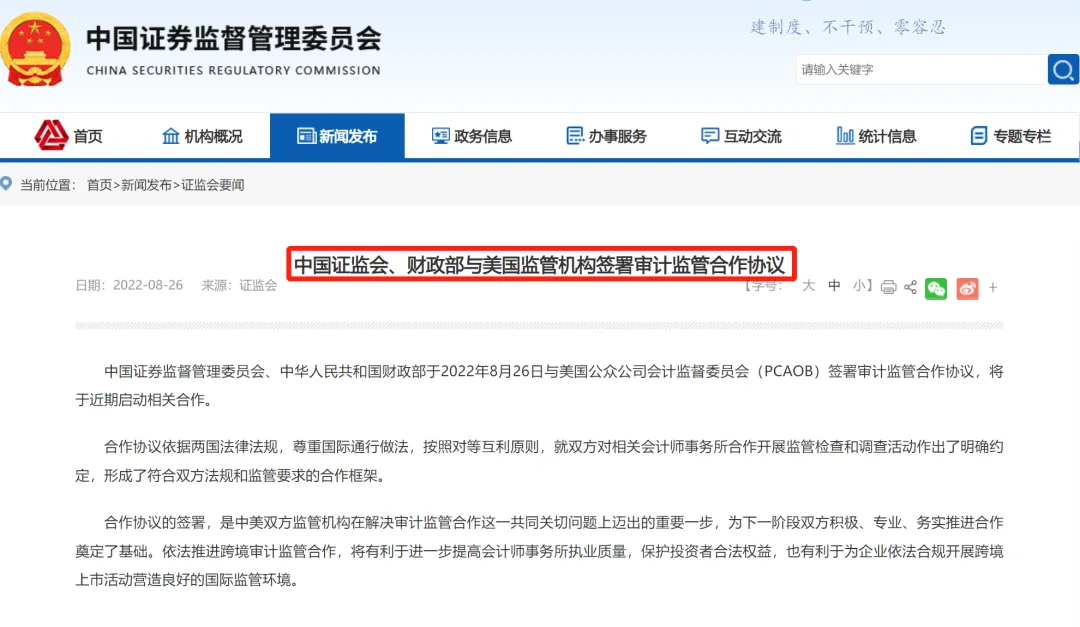 中国证券监督管理委员会
CHINA SECURITIES REGULATORY COMMISSION
建制度、不干预、零容忍
请输入关键字
首页 机构概况 新闻发布 政务信息 办事服务 互动交流 统计信息 专题专栏
当前位置： 首页>新闻发布>证监会要闻
中国证监会、财政部与美国监管机构签署审计监管合作协议
日期：2022-08-26 来源：证监会 【字号： 大 中 小】 +
中国证券监督管理委员会、中华人民共和国财政部于2022年8月26日与美国公众公司会计监督委员会（PCAOB）签署审计监管合作协议，将
于近期启动相关合作。
合作协议依据两国法律法规，尊重国际通行做法，按照对等互利原则，就双方对相关会计师事务所合作开展监管检查和调查活动作出了明确约
定，形成了符合双方法规和监管要求的合作框架。
合作协议的签署，是中美双方监管机构在解决审计监管合作这一共同关切问题上迈出的重要一步，为下一阶段双方积极、专业、务实推进合作
奠定了基础。依法推进跨境审计监管合作，将有利于进一步提高会计师事务所执业质量，保护投资者合法权益，也有利于为企业依法合规开展跨境
上市活动营造良好的国际监管环境。